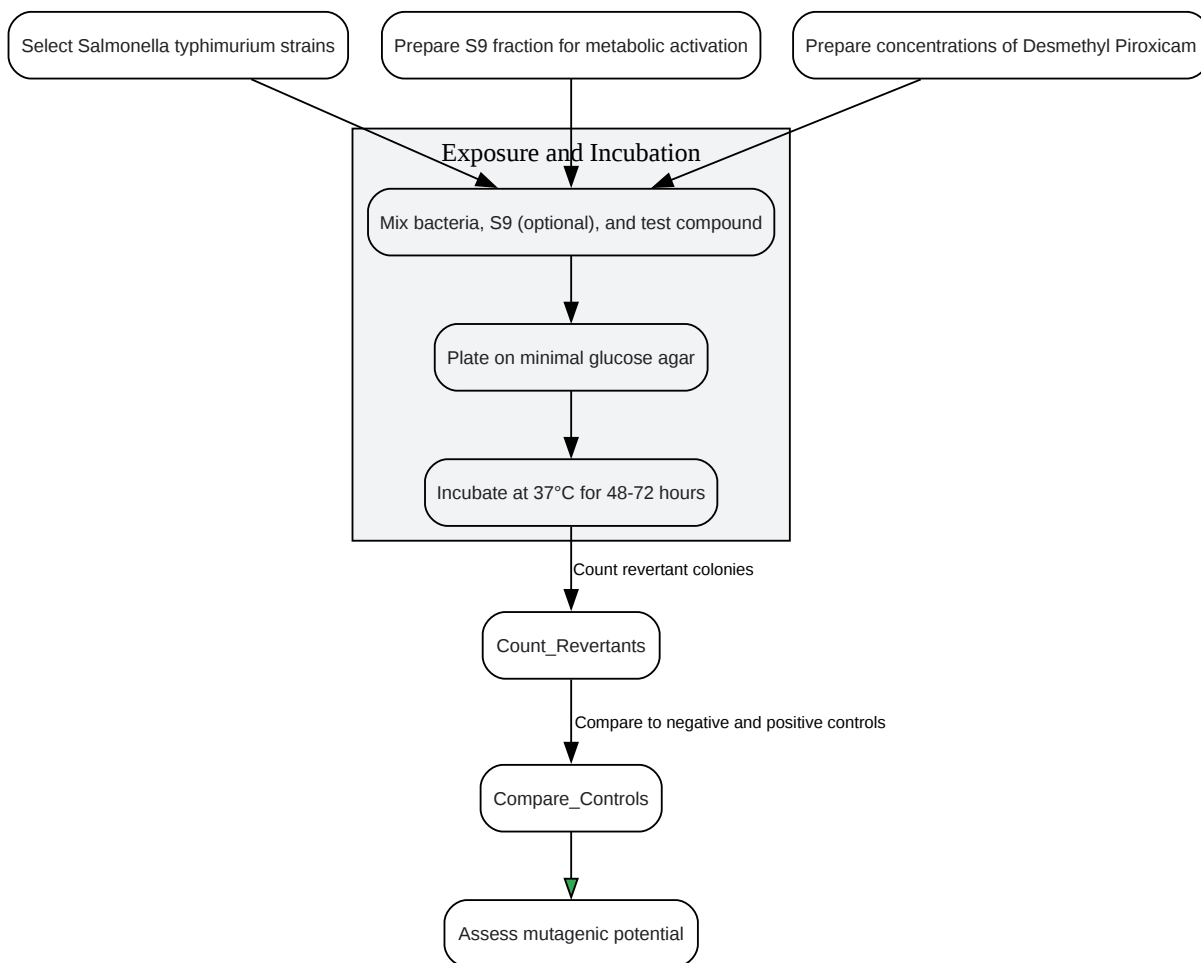 Select Salmonella typhimurium strains
Prepare S9 fraction for metabolic activation
Prepare concentrations of Desmethyl Piroxicam
Exposure and Incubation
Mix bacteria, S9 (optional), and test compound
Plate on minimal glucose agar
Incubate at 37°C for 48-72 hours
Count revertant colonies
Count_Revertants
Compare to negative and positive controls
Compare_Controls
Assess mutagenic potential